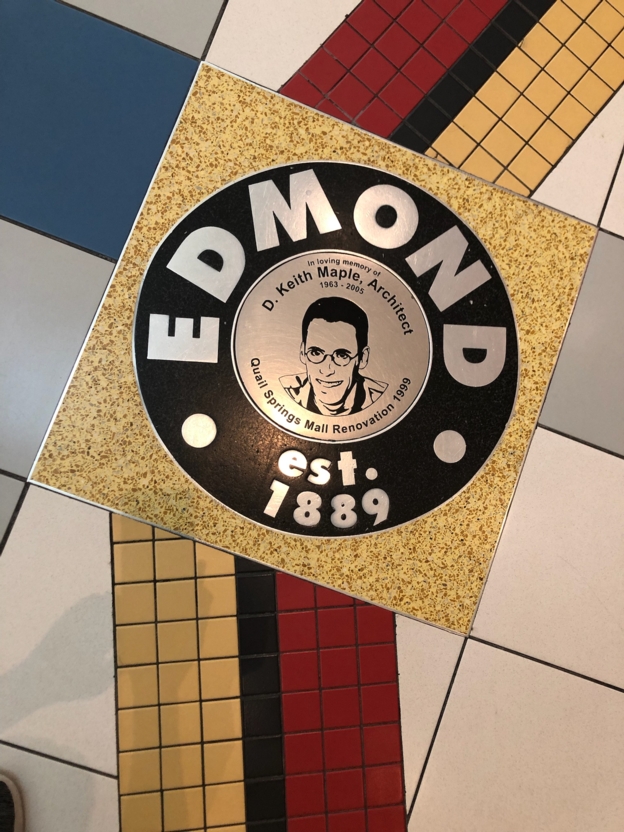 EDMOND
In loving memory of
D. Keith Maple, Architect
1963 - 2005
Quail Springs Mall Renovation 1999
est.
1889